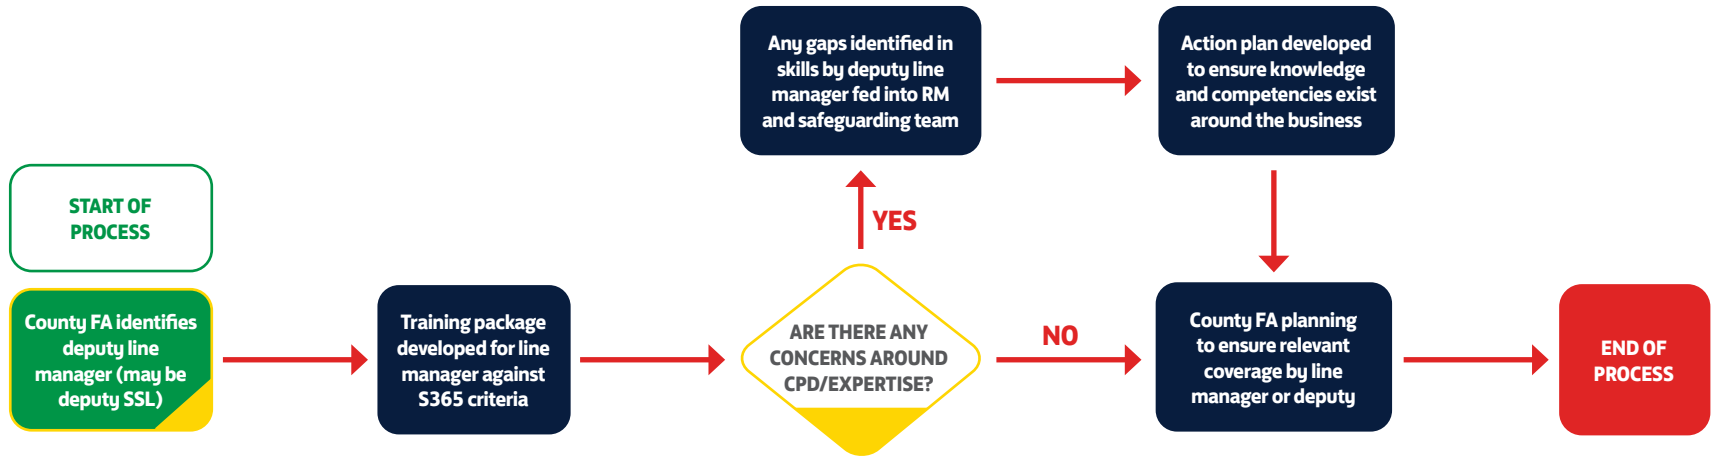 START OF
PROCESS
County FA identifies
deputy line
manager (may be
deputy SSL)
Training package
developed for line
manager against
S365 criteria
ARE THERE ANY
CONCERNS AROUND
CPD/EXPERTISE?
YES
Any gaps identified in
skills by deputy line
manager fed into RM
and safeguarding team
Action plan developed
to ensure knowledge
and competencies exist
around the business
NO
County FA planning
to ensure relevant
coverage by line
manager or deputy
END OF
PROCESS